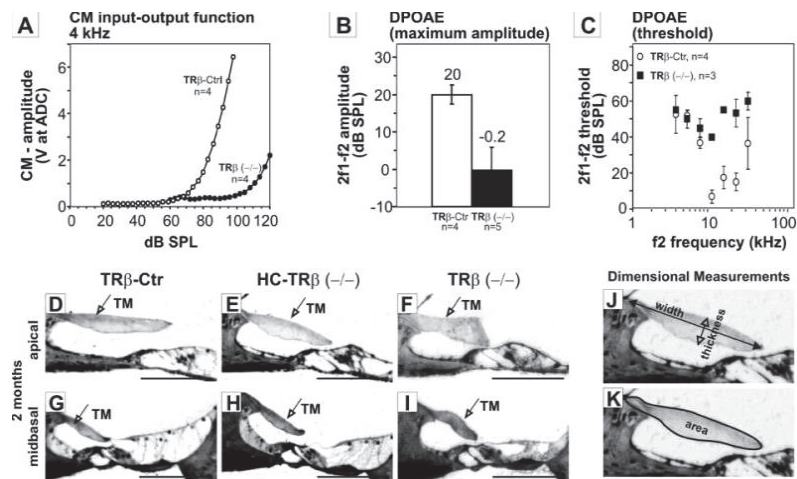 A
CM input-output function
4 kHz
CM - amplitude
(V at ADC)
6
4
2
0
0 20 40 60 80 100 120
dB SPL
TRβ-Ctrl
n=4
TRβ (−/−)
n=4
B
DPOAE
(maximum amplitude)
2f1-f2 amplitude
(dB SPL)
30
20
10
0
-10
20
-0.2
TRβ-Ctr TRβ (−/−)
n=4 n=5
C
DPOAE
(threshold)
TRβ-Ctr, n=4
TRβ (−/−), n=3
2f1-f2 threshold
(dB SPL)
80
60
40
20
0
1 10 100
f2 frequency (kHz)
TRβ-Ctr HC-TRβ (−/−) TRβ (−/−) Dimensional Measurements
2 months
apical
D TM
E TM
F TM
J width
thickness
midbasal
G TM
H TM
I TM
K area